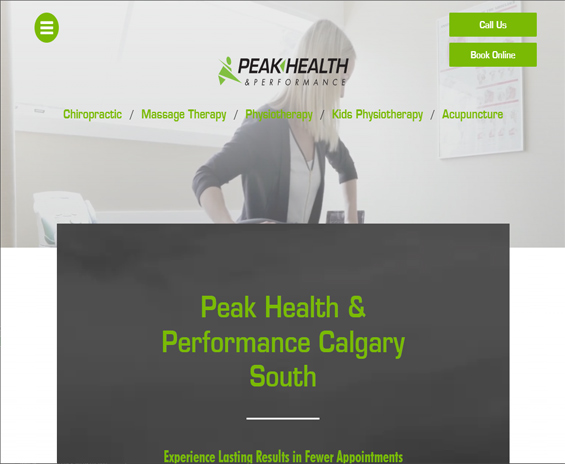 Call Us
Book Online
PEAK HEALTH
& PERFORMANCE
Chiropractic / Massage Therapy / Physiotherapy / Kids Physiotherapy / Acupuncture
Peak Health &
Performance Calgary
South
Experience Lasting Results in Fewer Appointments